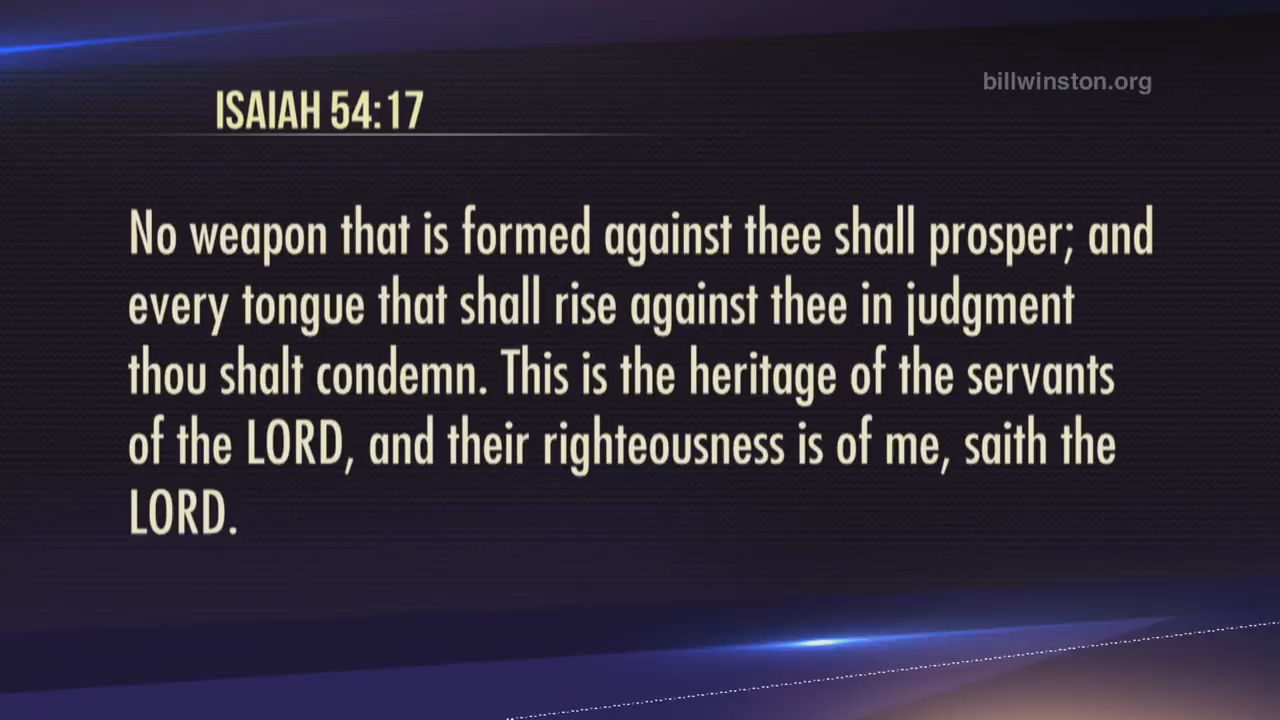 billwinston.org
ISAIAH 54:17
No weapon that is formed against thee shall prosper; and
every tongue that shall rise against thee in judgment
thou shalt condemn. This is the heritage of the servants
of the LORD, and their righteousness is of me, saith the
LORD.